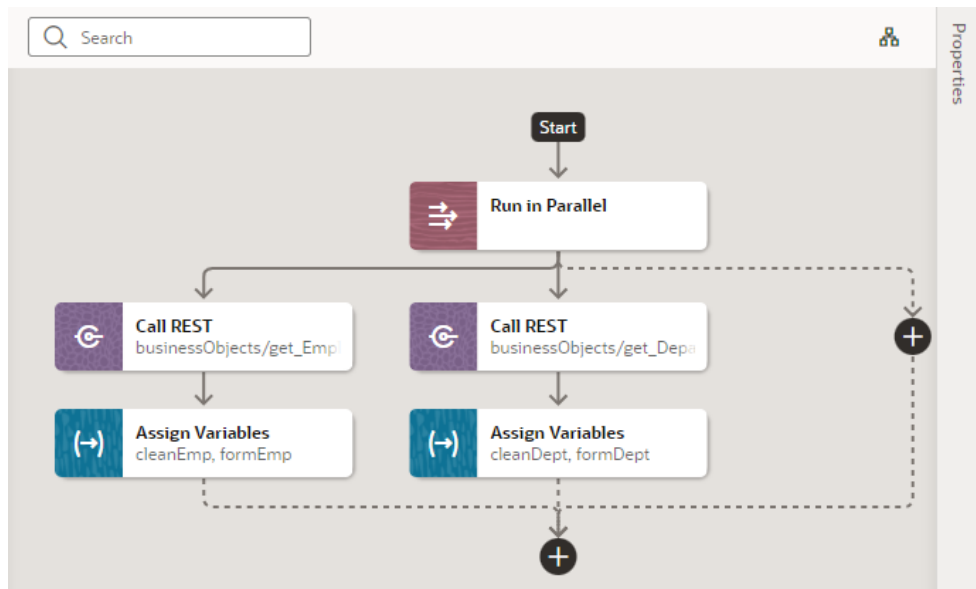 Search
Properties
Start
Run in Parallel
Call REST
businessObjects/get_Empl
Call REST
businessObjects/get_Depa
Assign Variables
cleanEmp, formEmp
Assign Variables
cleanDept, formDept